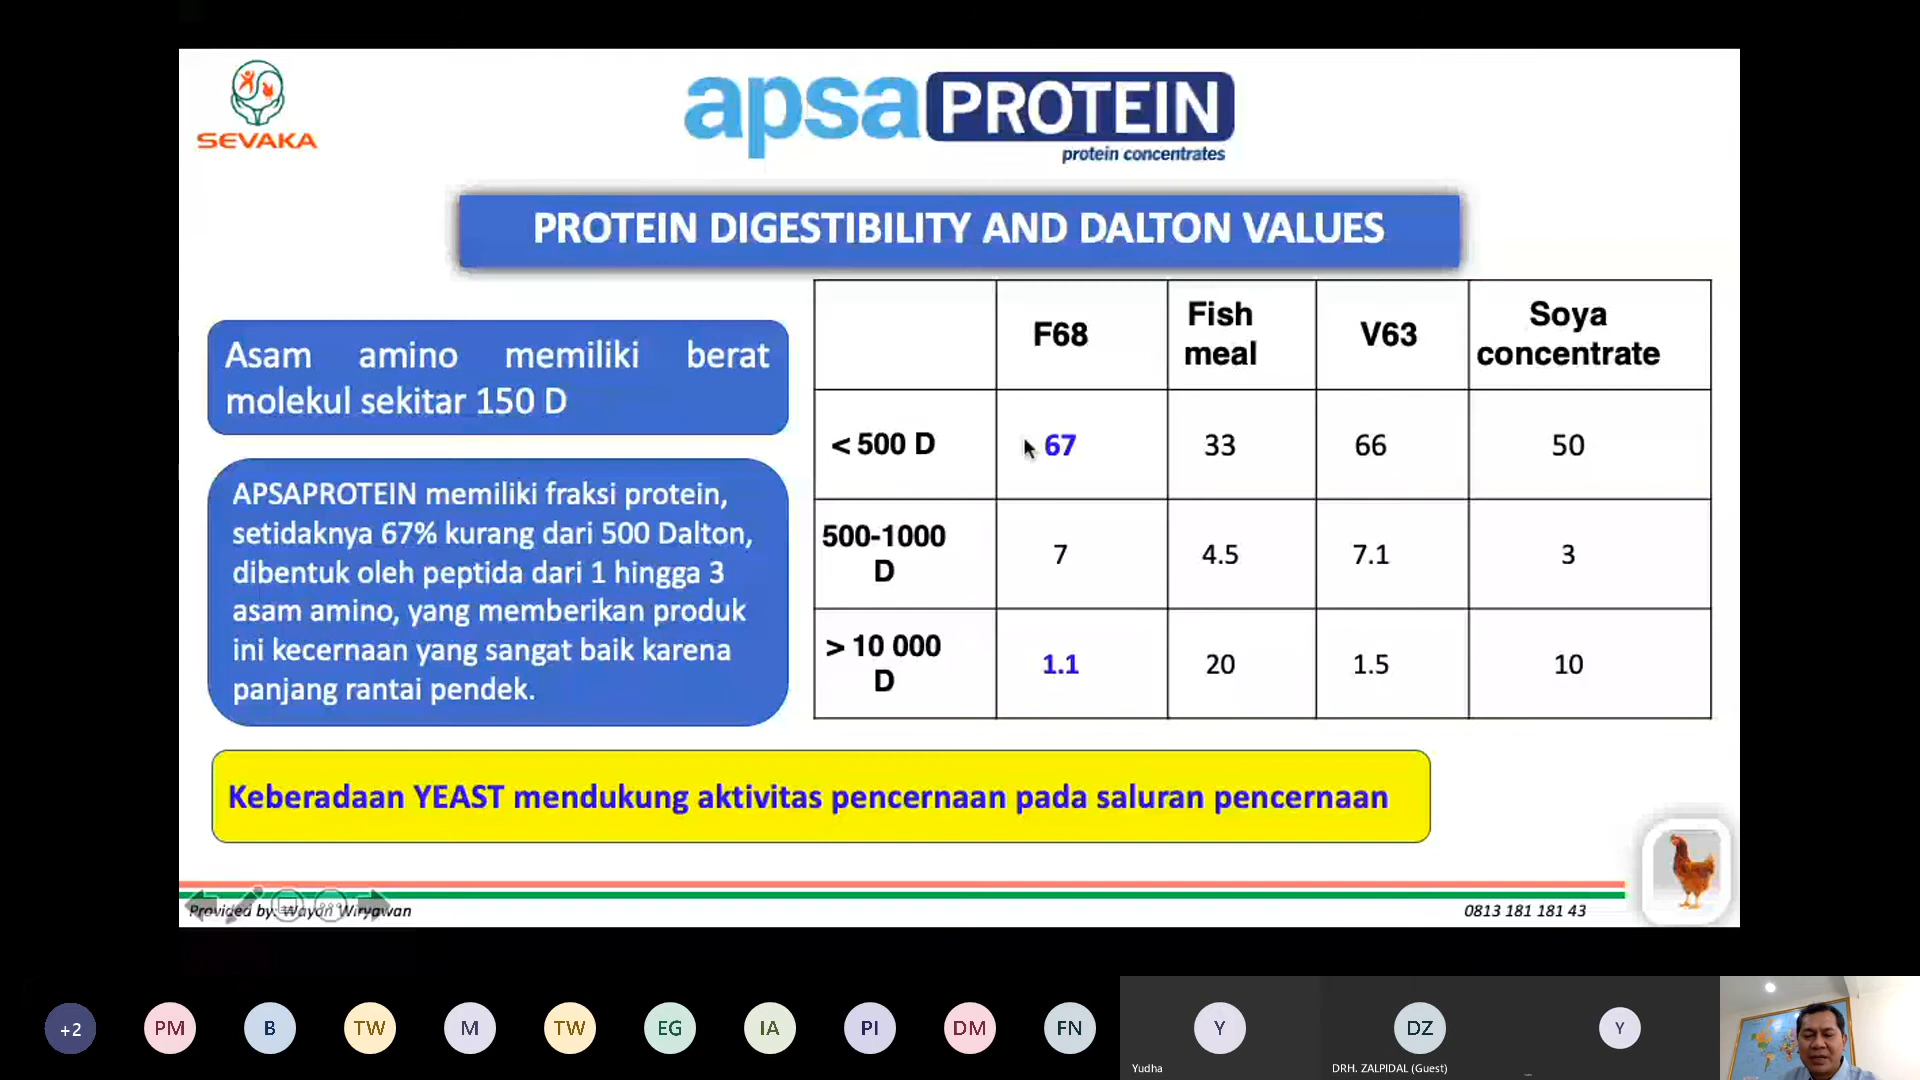 SEVAKA
apsaPROTEIN
protein concentrates
PROTEIN DIGESTIBILITY AND DALTON VALUES
Asam amino memiliki berat
molekul sekitar 150 D
APSAPROTEIN memiliki fraksi protein,
setidaknya 67% kurang dari 500 Dalton,
dibentuk oleh peptida dari 1 hingga 3
asam amino, yang memberikan produk
ini kecernaan yang sangat baik karena
panjang rantai pendek.
F68 Fish meal V63 Soya concentrate
< 500 D 67 33 66 50
500-1000 D 7 4.5 7.1 3
> 10 000 D 1.1 20 1.5 10
Keberadaan YEAST mendukung aktivitas pencernaan pada saluran pencernaan
Provided by: Wayan Wiryawan
0813 181 181 43
+2 PM B TW M TW EG IA PI DM FN Y DZ Y
Yudha
DRH. ZALPIDAL (Guest)